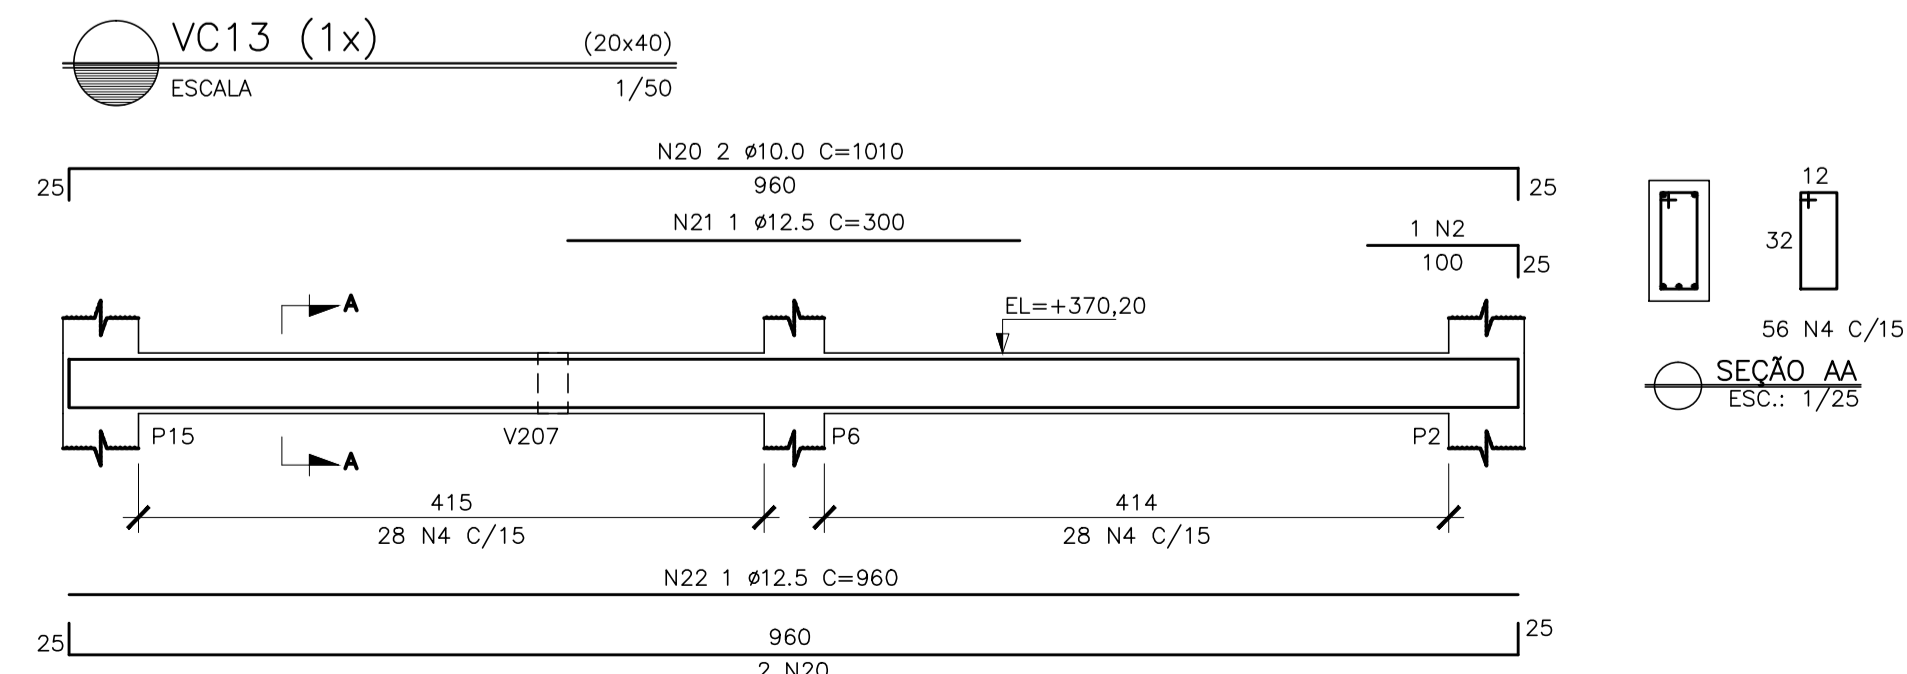 VC13 (1x)
(20x40)
ESCALA
1/50
N20 2 ø10.0 C=1010
25
960
25
N21 1 ø12.5 C=300
1 N2
100
25
12
32
56 N4 C/15
SEÇÃO AA
ESC.: 1/25
A
EL=+370,20
P15
V207
P6
P2
A
415
28 N4 C/15
414
28 N4 C/15
N22 1 ø12.5 C=960
25
960
25
2 N20